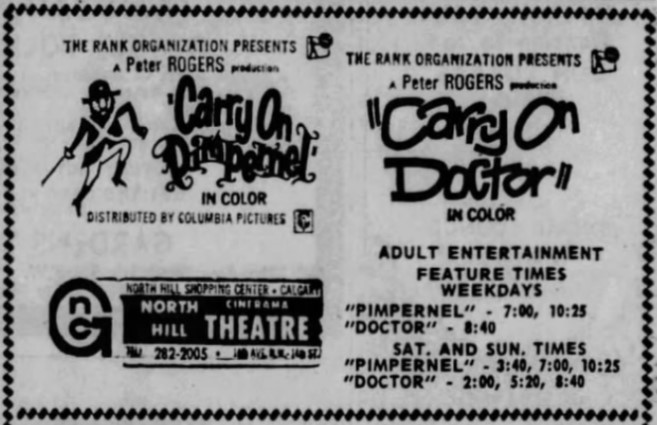 THE RANK ORGANIZATION PRESENTS
A Peter ROGERS production
'Carry On
Pimpernel'
IN COLOR
DISTRIBUTED BY COLUMBIA PICTURES
NORTH HILL SHOPPING CENTER - CALGARY
nc
NORTH CINERAMA
HILL THEATRE
282-2005
THE RANK ORGANIZATION PRESENTS
A Peter ROGERS production
"Carry On
Doctor"
IN COLOR
ADULT ENTERTAINMENT
FEATURE TIMES
WEEKDAYS
"PIMPERNEL" - 7:00, 10:25
"DOCTOR" - 8:40
SAT. AND SUN. TIMES
"PIMPERNEL" - 3:40, 7:00, 10:25
"DOCTOR" - 2:00, 5:20, 8:40